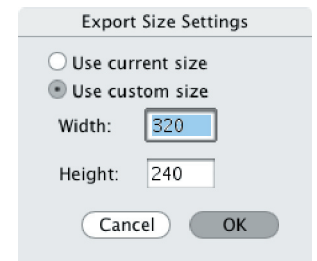 Export Size Settings
Use current size
Use custom size
Width: 320
Height: 240
Cancel OK